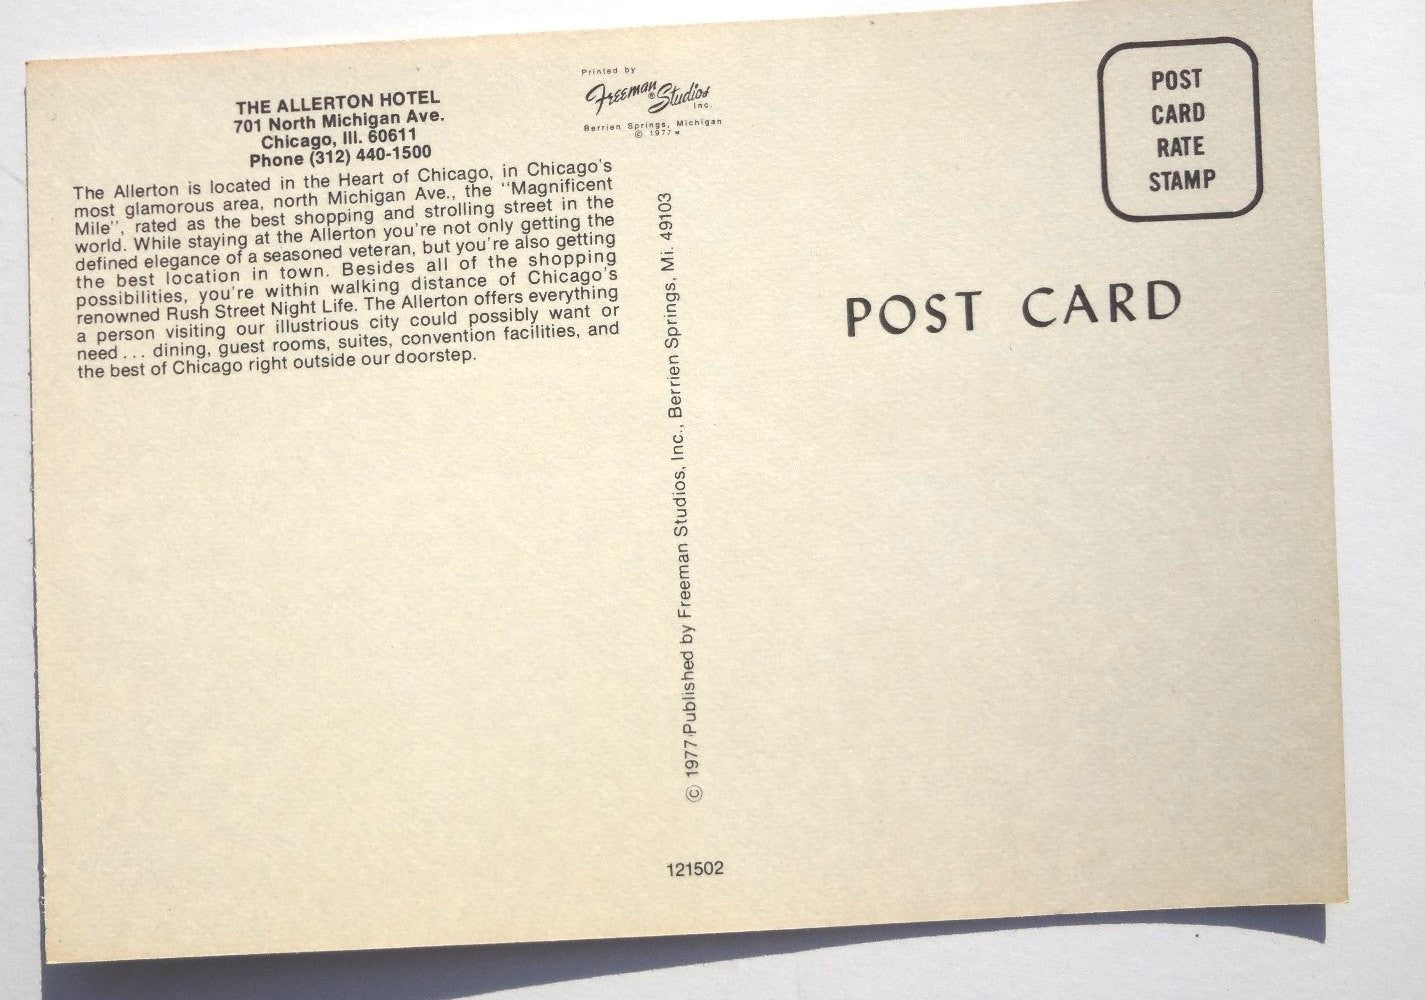 THE ALLERTON HOTEL
701 North Michigan Ave.
Chicago, Ill. 60611
Phone (312) 440-1500
The Allerton is located in the Heart of Chicago, in Chicago's
most glamorous area, north Michigan Ave., the "Magnificent
Mile", rated as the best shopping and strolling street in the
world. While staying at the Allerton you're not only getting the
defined elegance of a seasoned veteran, but you're also getting
the best location in town. Besides all of the shopping
possibilities, you're within walking distance of Chicago's
renowned Rush Street Night Life. The Allerton offers everything
a person visiting our illustrious city could possibly want or
need ... dining, guest rooms, suites, convention facilities, and
the best of Chicago right outside our doorstep.
Printed by
Freeman® Studios
Inc.
Berrien Springs, Michigan
© 1977
© 1977 Published by Freeman Studios, Inc., Berrien Springs, Mi. 49103
121502
POST
CARD
RATE
STAMP
POST CARD